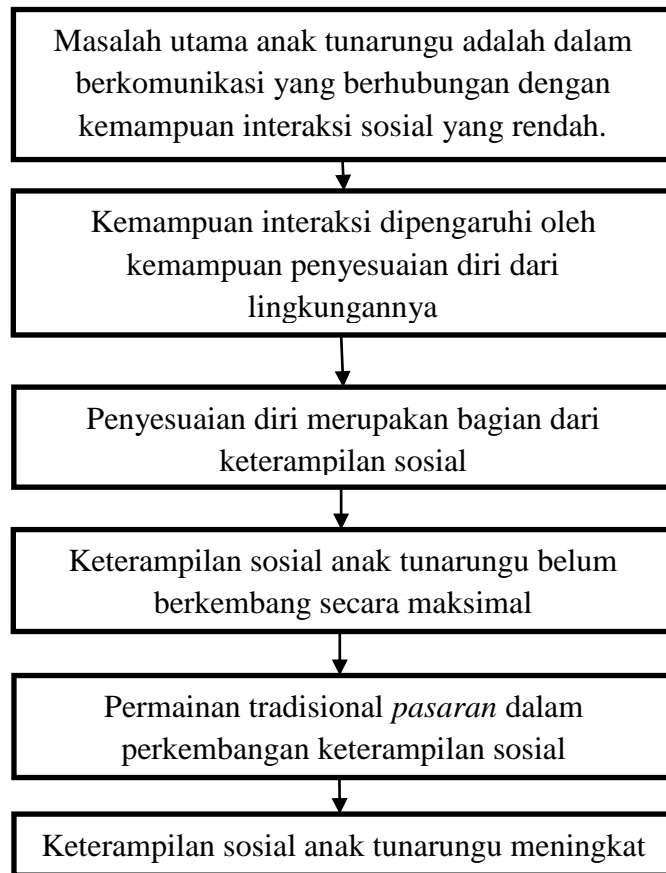 Masalah utama anak tunarungu adalah dalam
berkomunikasi yang berhubungan dengan
kemampuan interaksi sosial yang rendah.
Kemampuan interaksi dipengaruhi oleh
kemampuan penyesuaian diri dari
lingkungannya
Penyesuaian diri merupakan bagian dari
keterampilan sosial
Keterampilan sosial anak tunarungu belum
berkembang secara maksimal
Permainan tradisional pasaran dalam
perkembangan keterampilan sosial
Keterampilan sosial anak tunarungu meningkat